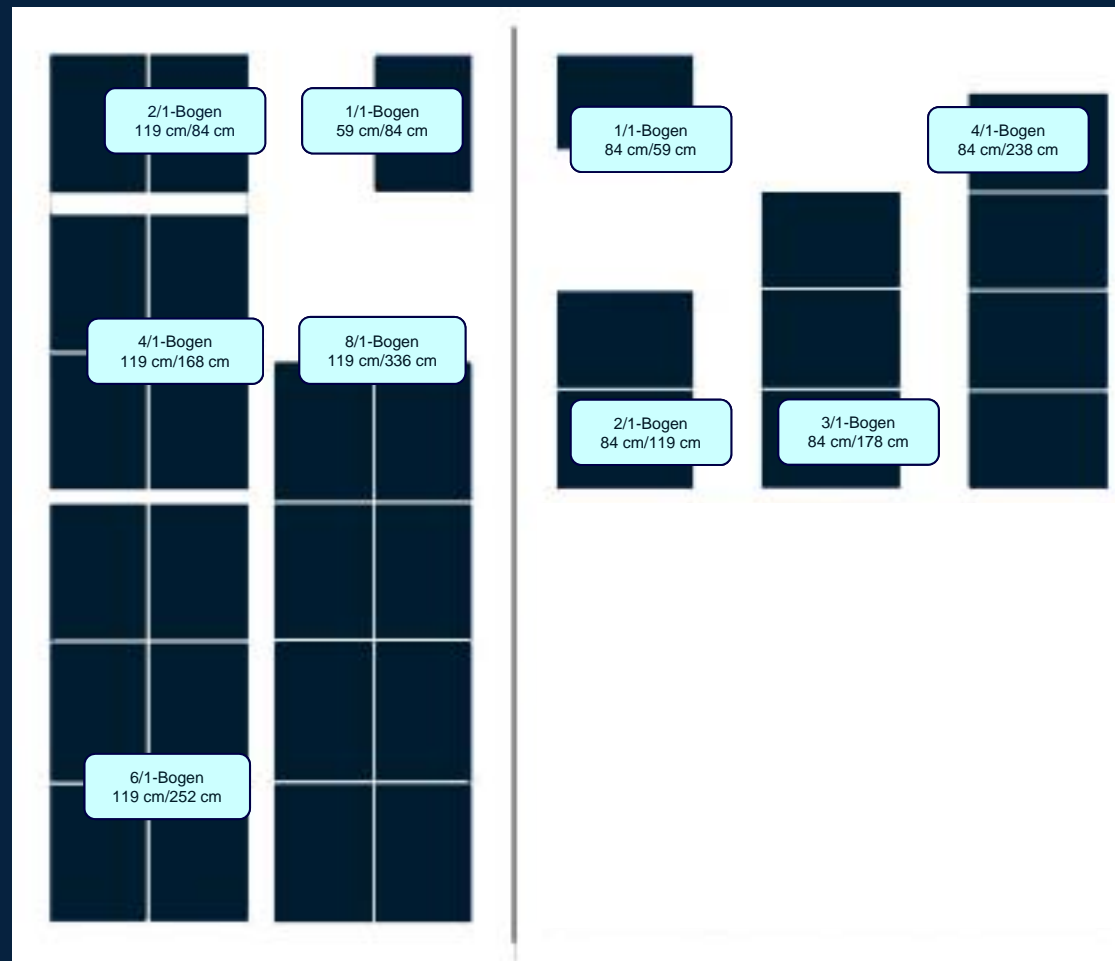 2/1-Bogen
119 cm/84 cm
1/1-Bogen
59 cm/84 cm
4/1-Bogen
119 cm/168 cm
8/1-Bogen
119 cm/336 cm
6/1-Bogen
119 cm/252 cm
1/1-Bogen
84 cm/59 cm
4/1-Bogen
84 cm/238 cm
2/1-Bogen
84 cm/119 cm
3/1-Bogen
84 cm/178 cm